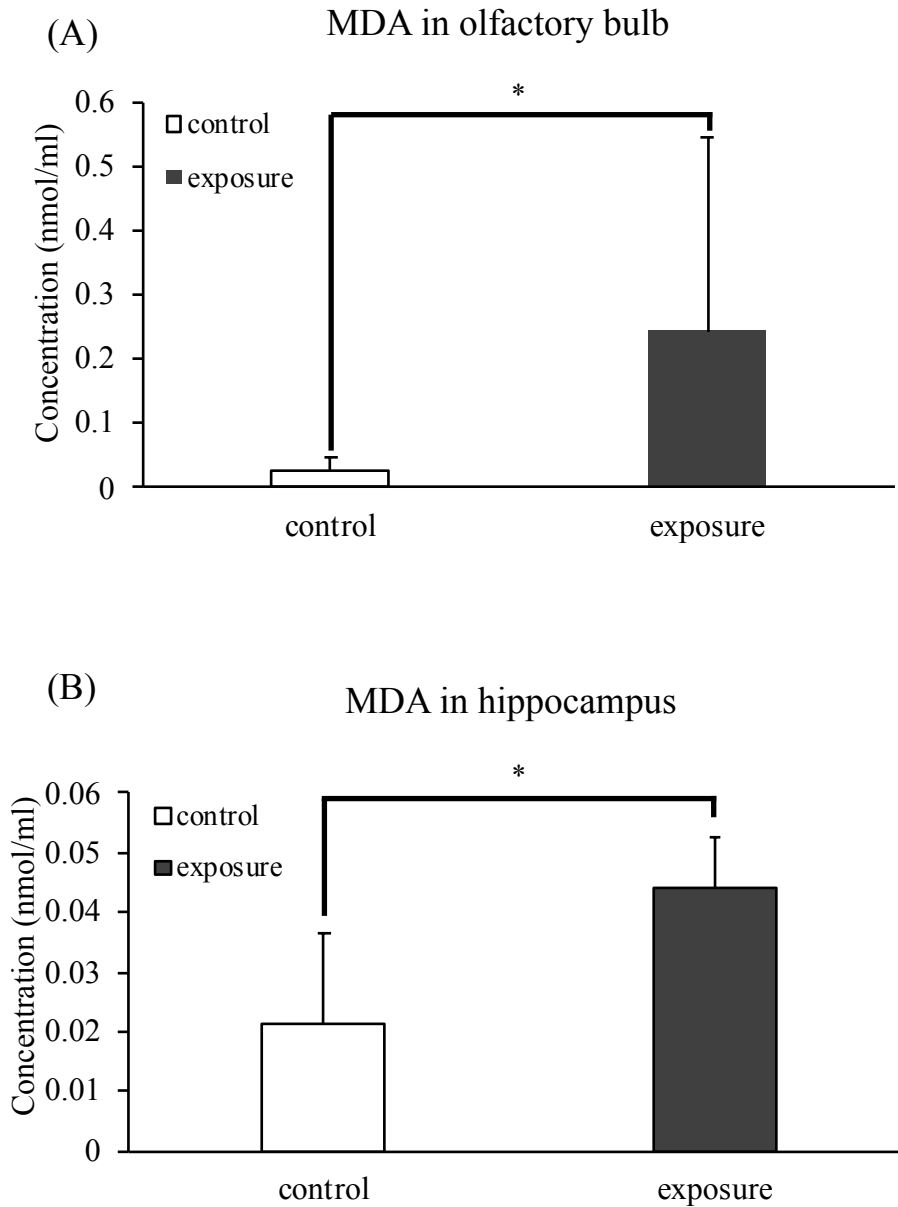 (A)
MDA in olfactory bulb
*
0.6
0.5
0.4
0.3
0.2
0.1
0
Concentration (nmol/ml)
control
exposure
control exposure
(B)
MDA in hippocampus
*
0.06
0.05
0.04
0.03
0.02
0.01
0
Concentration (nmol/ml)
control
exposure
control exposure